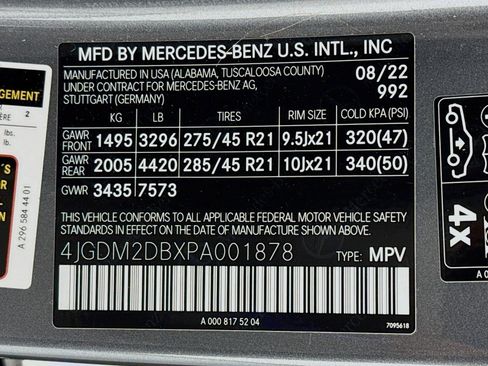 MFD BY MERCEDES-BENZ U.S. INTL., INC
MANUFACTURED IN USA (ALABAMA, TUSCALOOSA COUNTY) 08/22
UNDER CONTRACT FOR MERCEDES-BENZ AG, 992
STUTTGART (GERMANY)
KG LB TIRES RIM SIZE COLD KPA (PSI)
GAWR FRONT 1495 3296 275/45 R21 9.5Jx21 320(47)
GAWR REAR 2005 4420 285/45 R21 10Jx21 340(50)
GVWR 3435 7573
THIS VEHICLE CONFORMS TO ALL APPLICABLE FEDERAL MOTOR VEHICLE SAFETY
STANDARDS IN EFFECT ON THE DATE OF MANUFACTURE SHOWN ABOVE.
4JGDM2DBXPA001878 TYPE: MPV
A 000 817 52 04
7095618
NAGEMENT
2
lbs.
lb.
A 296 584 44 01
4x